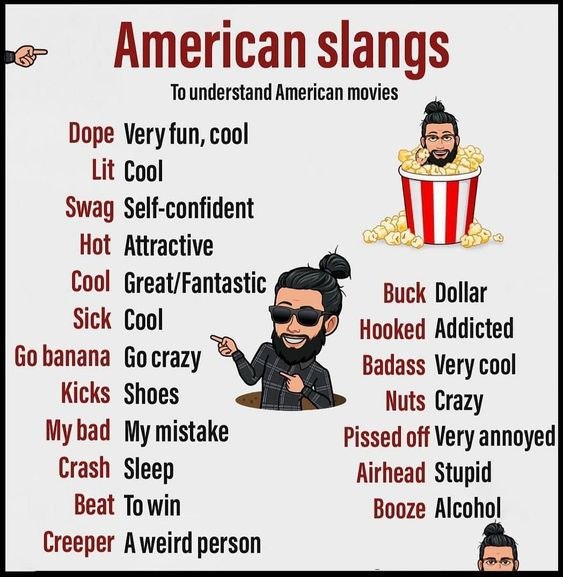 American slangs
To understand American movies
Dope Very fun, cool
Lit Cool
Swag Self-confident
Hot Attractive
Cool Great/Fantastic
Sick Cool
Go banana Go crazy
Kicks Shoes
My bad My mistake
Crash Sleep
Beat To win
Creeper A weird person
Buck Dollar
Hooked Addicted
Badass Very cool
Nuts Crazy
Pissed off Very annoyed
Airhead Stupid
Booze Alcohol